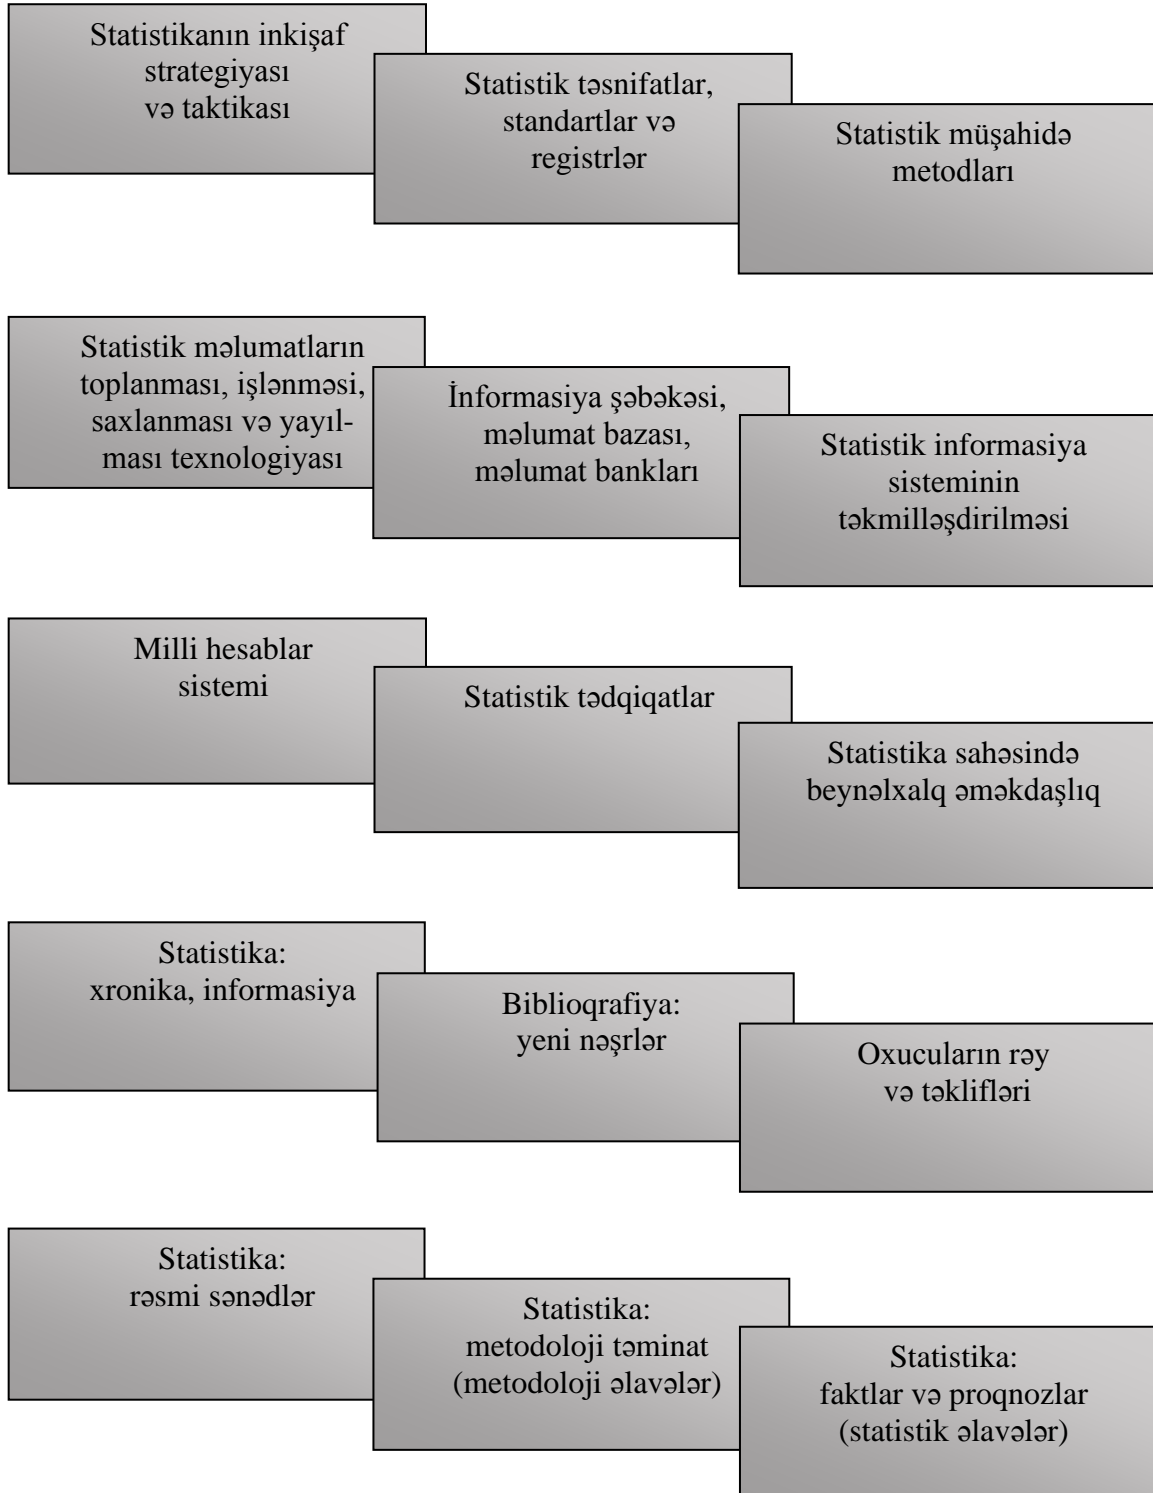 Statistikanın inkişaf
strategiyası
və taktikası
Statistik təsnifatlar,
standartlar və
registrlər
Statistik müşahidə
metodları
Statistik məlumatların
toplanması, işlənməsi,
saxlanması və yayıl-
ması texnologiyası
İnformasiya şəbəkəsi,
məlumat bazası,
məlumat bankları
Statistik informasiya
sisteminin
təkmilləşdirilməsi
Milli hesablar
sistemi
Statistik tədqiqatlar
Statistika sahəsində
beynəlxalq əməkdaşlıq
Statistika:
xronika, informasiya
Biblioqrafiya:
yeni nəşrlər
Oxucuların rəy
və təklifləri
Statistika:
rəsmi sənədlər
Statistika:
metodoloji təminat
(metodoloji əlavələr)
Statistika:
faktlar və proqnozlar
(statistik əlavələr)